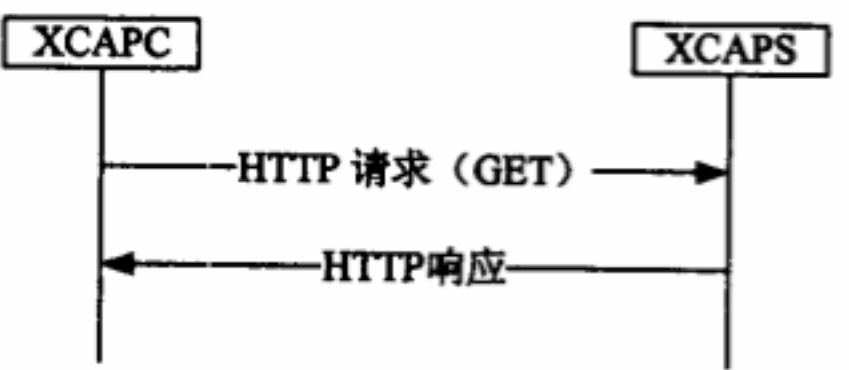 XCAPC
XCAPS
HTTP 请求（GET）
HTTP响应